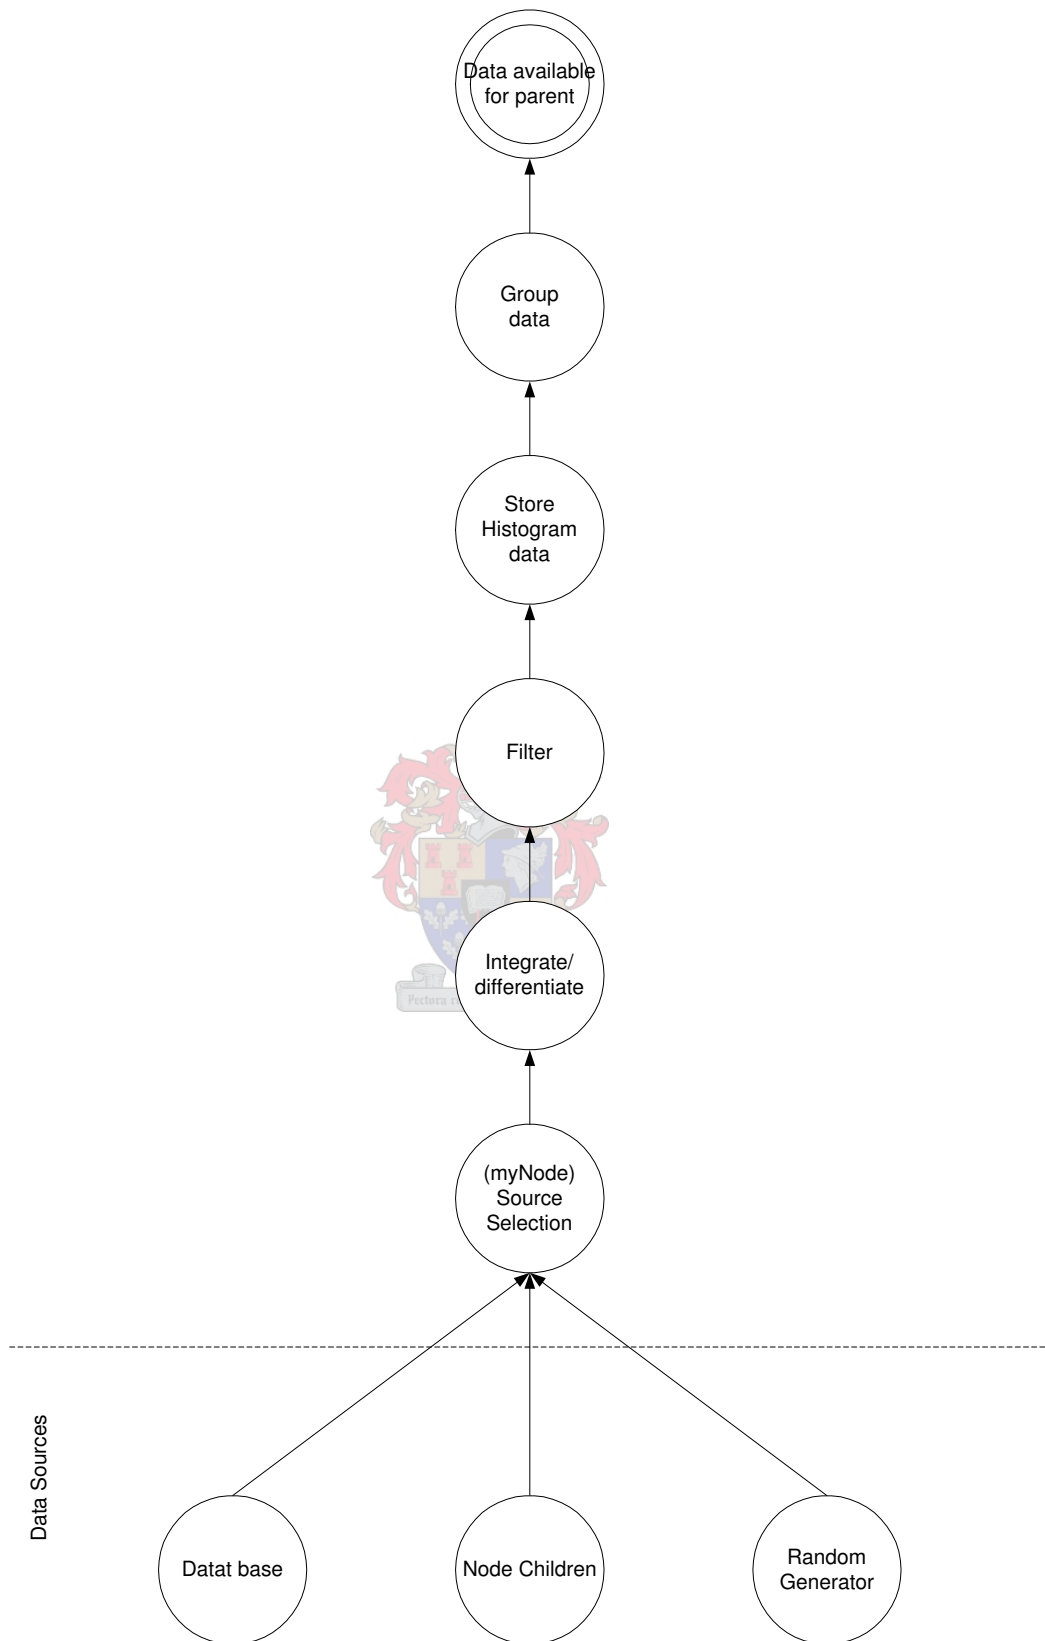 Data available
for parent
Group
data
Store
Histogram
data
Filter
Integrate/
differentiate
Pectora
(myNode)
Source
Selection
Data Sources
Datat base
Node Children
Random
Generator